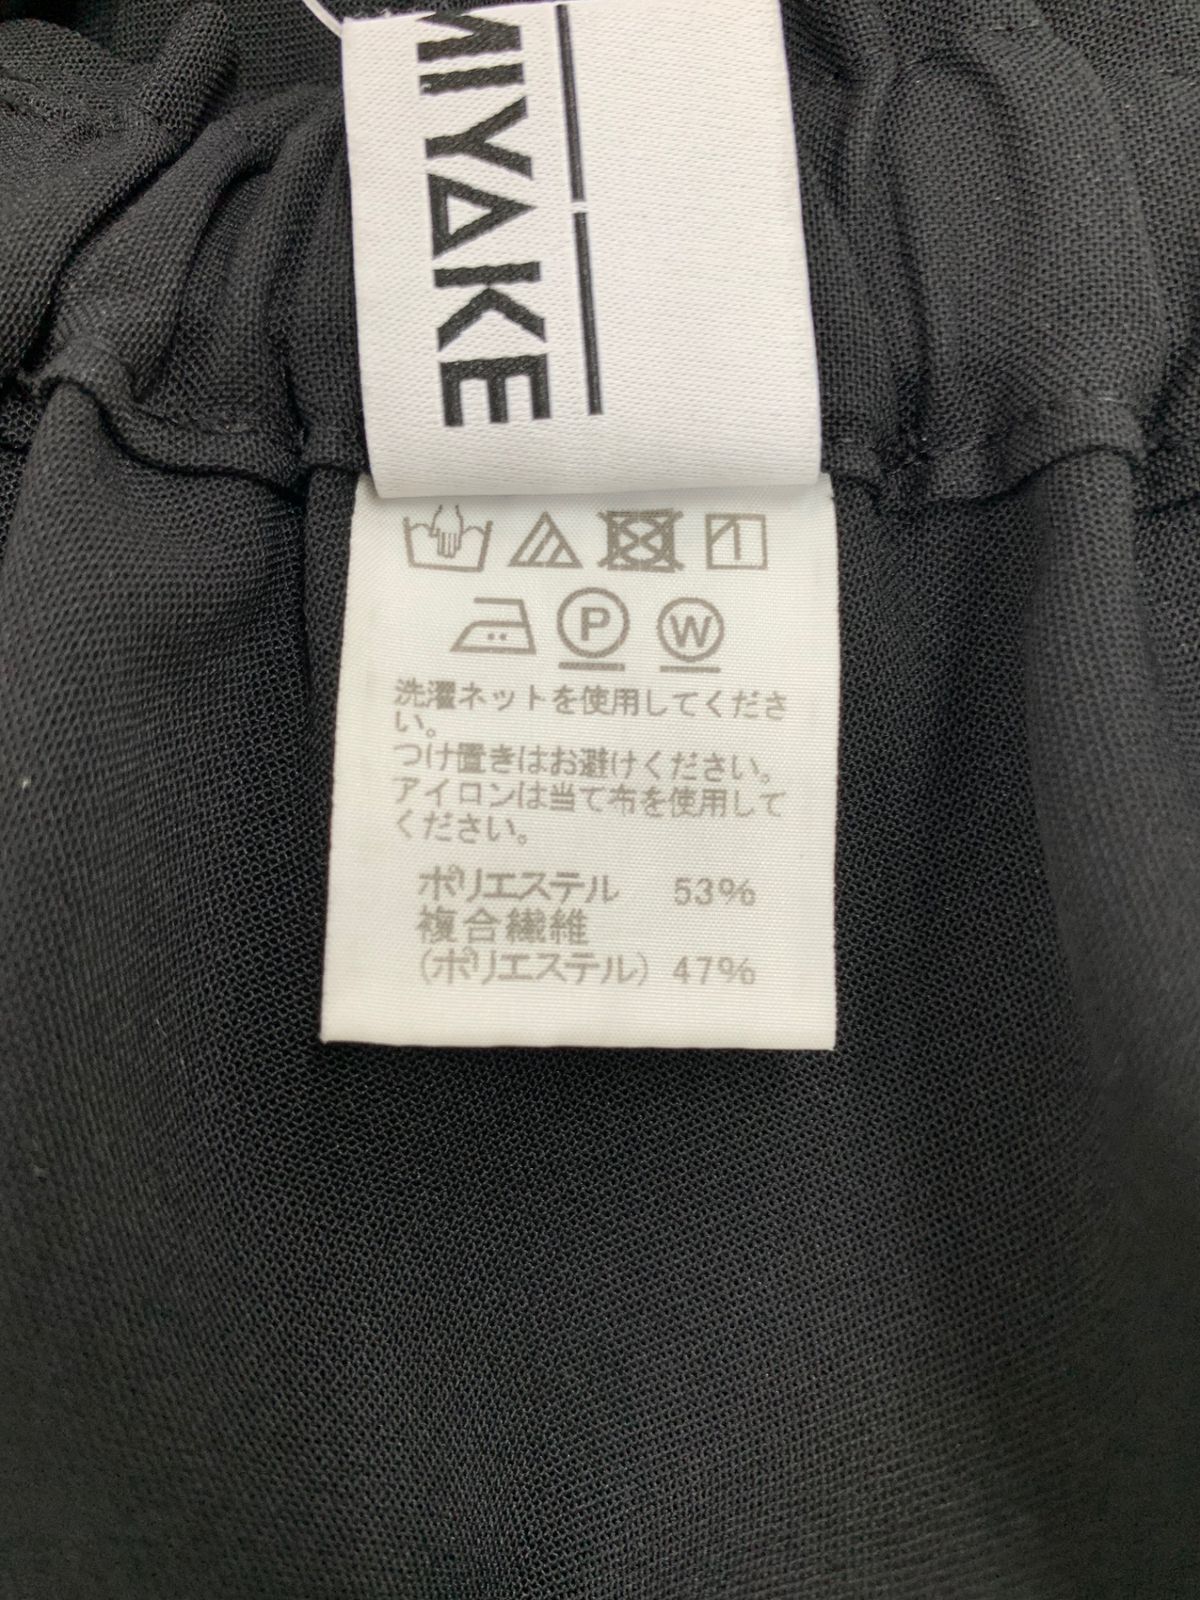 MIYAKE
P W
洗濯ネットを使用してくださ
い。
つけ置きはお避けください。
アイロンは当て布を使用して
ください。
ポリエステル 53%
複合繊維
(ポリエステル) 47%